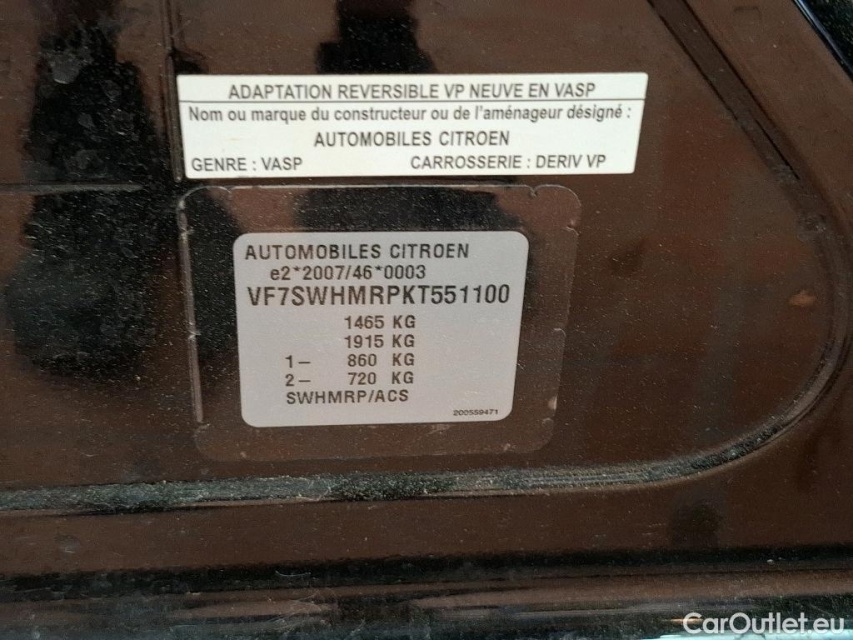 ADAPTATION REVERSIBLE VP NEUVE EN VASP
Nom ou marque du constructeur ou de l'aménageur désigné :
AUTOMOBILES CITROEN
GENRE : VASP CARROSSERIE : DERIV VP
AUTOMOBILES CITROEN
e2*2007/46*0003
VF7SWHMRPKT551100
1465 KG
1915 KG
1– 860 KG
2– 720 KG
SWHMRP/ACS
200559471
CarOutlet.eu